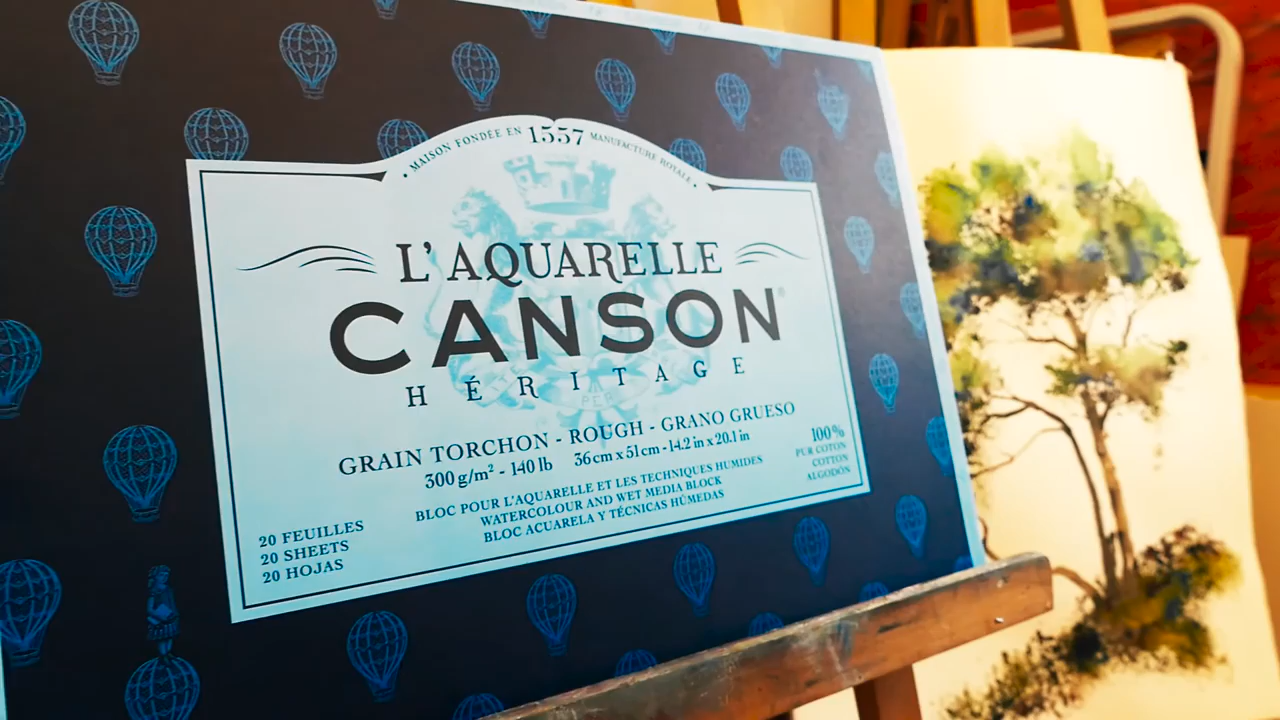 • MAISON FONDÉE EN 1557 MANUFACTURE ROYALE •
L'AQUARELLE
CANSON®
HÉRITAGE
GRAIN TORCHON - ROUGH - GRANO GRUESO
300 g/m² - 140 lb 36 cm x 51 cm - 14.2 in x 20.1 in
100%
PUR COTON
COTTON
ALGODÓN
BLOC POUR L'AQUARELLE ET LES TECHNIQUES HUMIDES
WATERCOLOUR AND WET MEDIA BLOCK
BLOC ACUARELA Y TÉCNICAS HÚMEDAS
20 FEUILLES
20 SHEETS
20 HOJAS